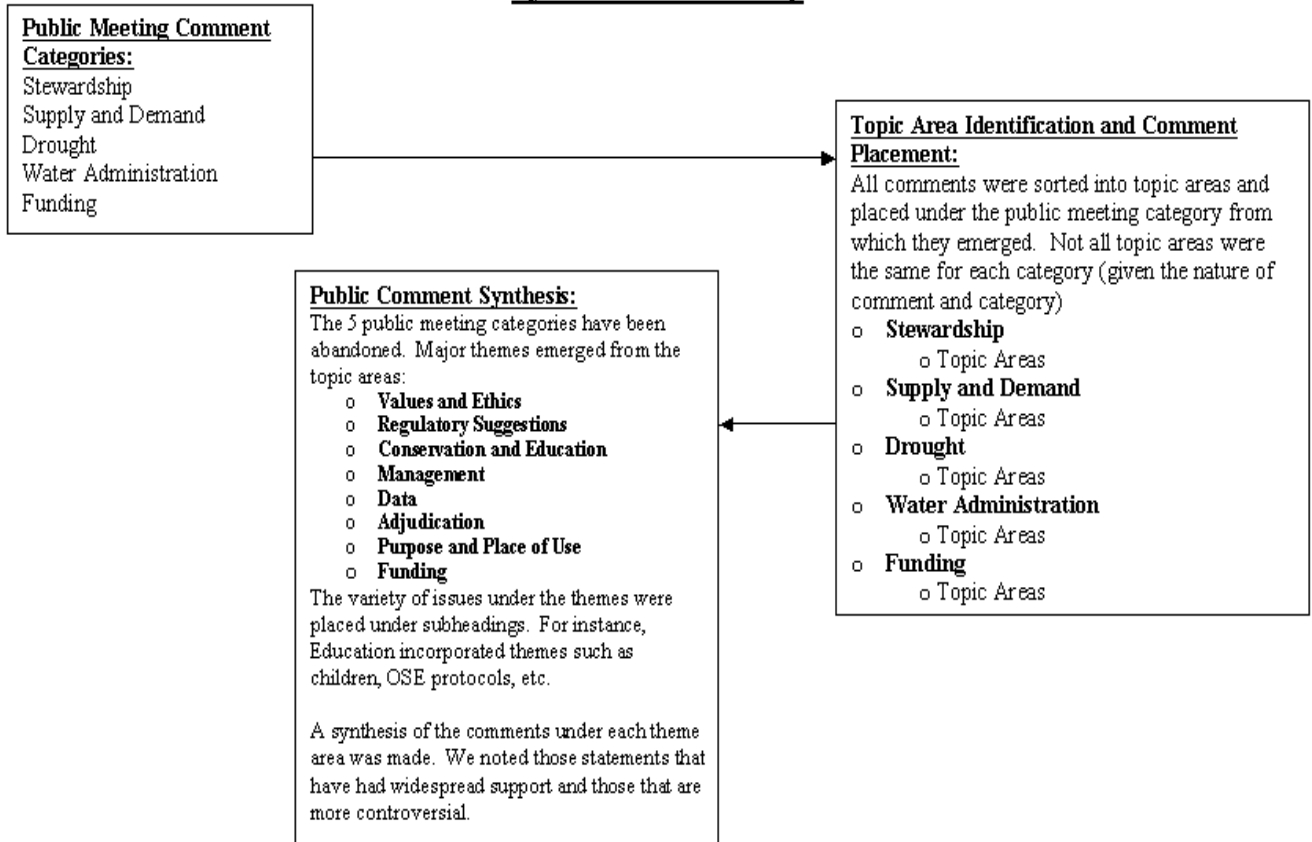 Public Meeting Comment
Categories:
Stewardship
Supply and Demand
Drought
Water Administration
Funding
Topic Area Identification and Comment
Placement:
All comments were sorted into topic areas and
placed under the public meeting category from
which they emerged.  Not all topic areas were
the same for each category (given the nature of
comment and category)
o Stewardship
o Topic Areas
o Supply and Demand
o Topic Areas
o Drought
o Topic Areas
o Water Administration
o Topic Areas
o Funding
o Topic Areas
Public Comment Synthesis:
The 5 public meeting categories have been
abandoned.  Major themes emerged from the
topic areas:
o Values and Ethics
o Regulatory Suggestions
o Conservation and Education
o Management
o Data
o Adjudication
o Purpose and Place of Use
o Funding
The variety of issues under the themes were
placed under subheadings.  For instance,
Education incorporated themes such as
children, OSE protocols, etc.
A synthesis of the comments under each theme
area was made.  We noted those statements that
have had widespread support and those that are
more controversial.